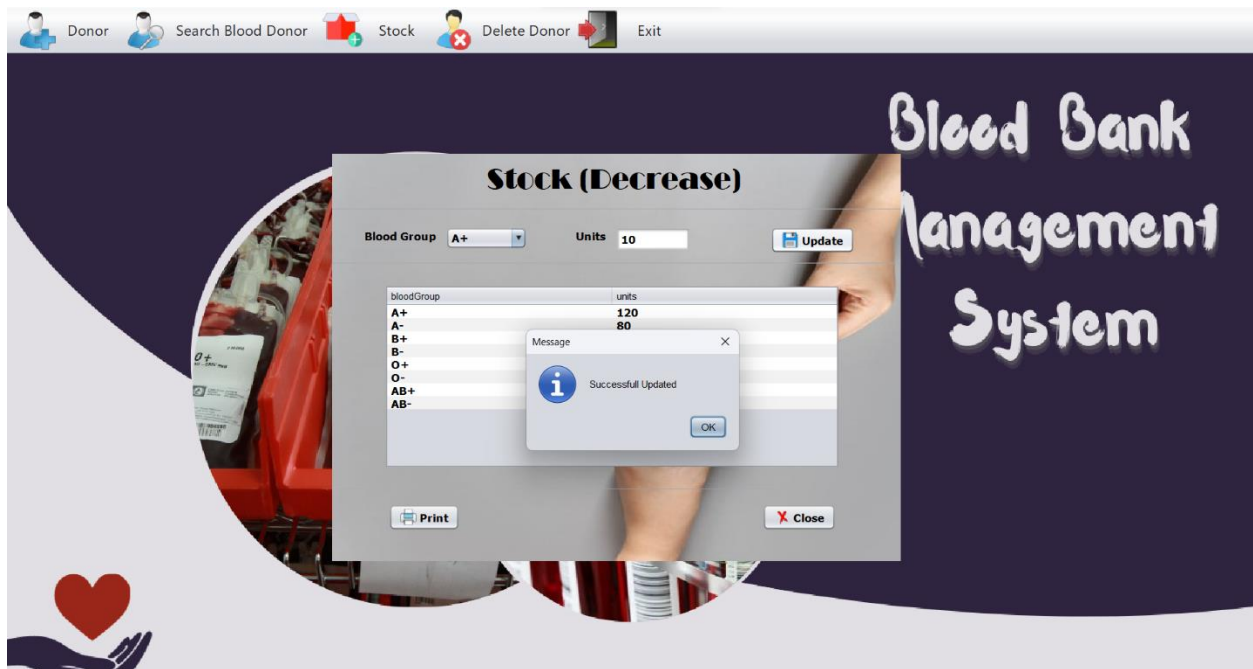 Donor Search Blood Donor Stock Delete Donor Exit
Blood Bank
Management
System
Stock (Decrease)
Blood Group A+ Units 10 Update
bloodGroup units
A+ 120
A- 80
B+
B-
O+
O-
AB+
AB-
Message
Successfull Updated
OK
Print Close
O+